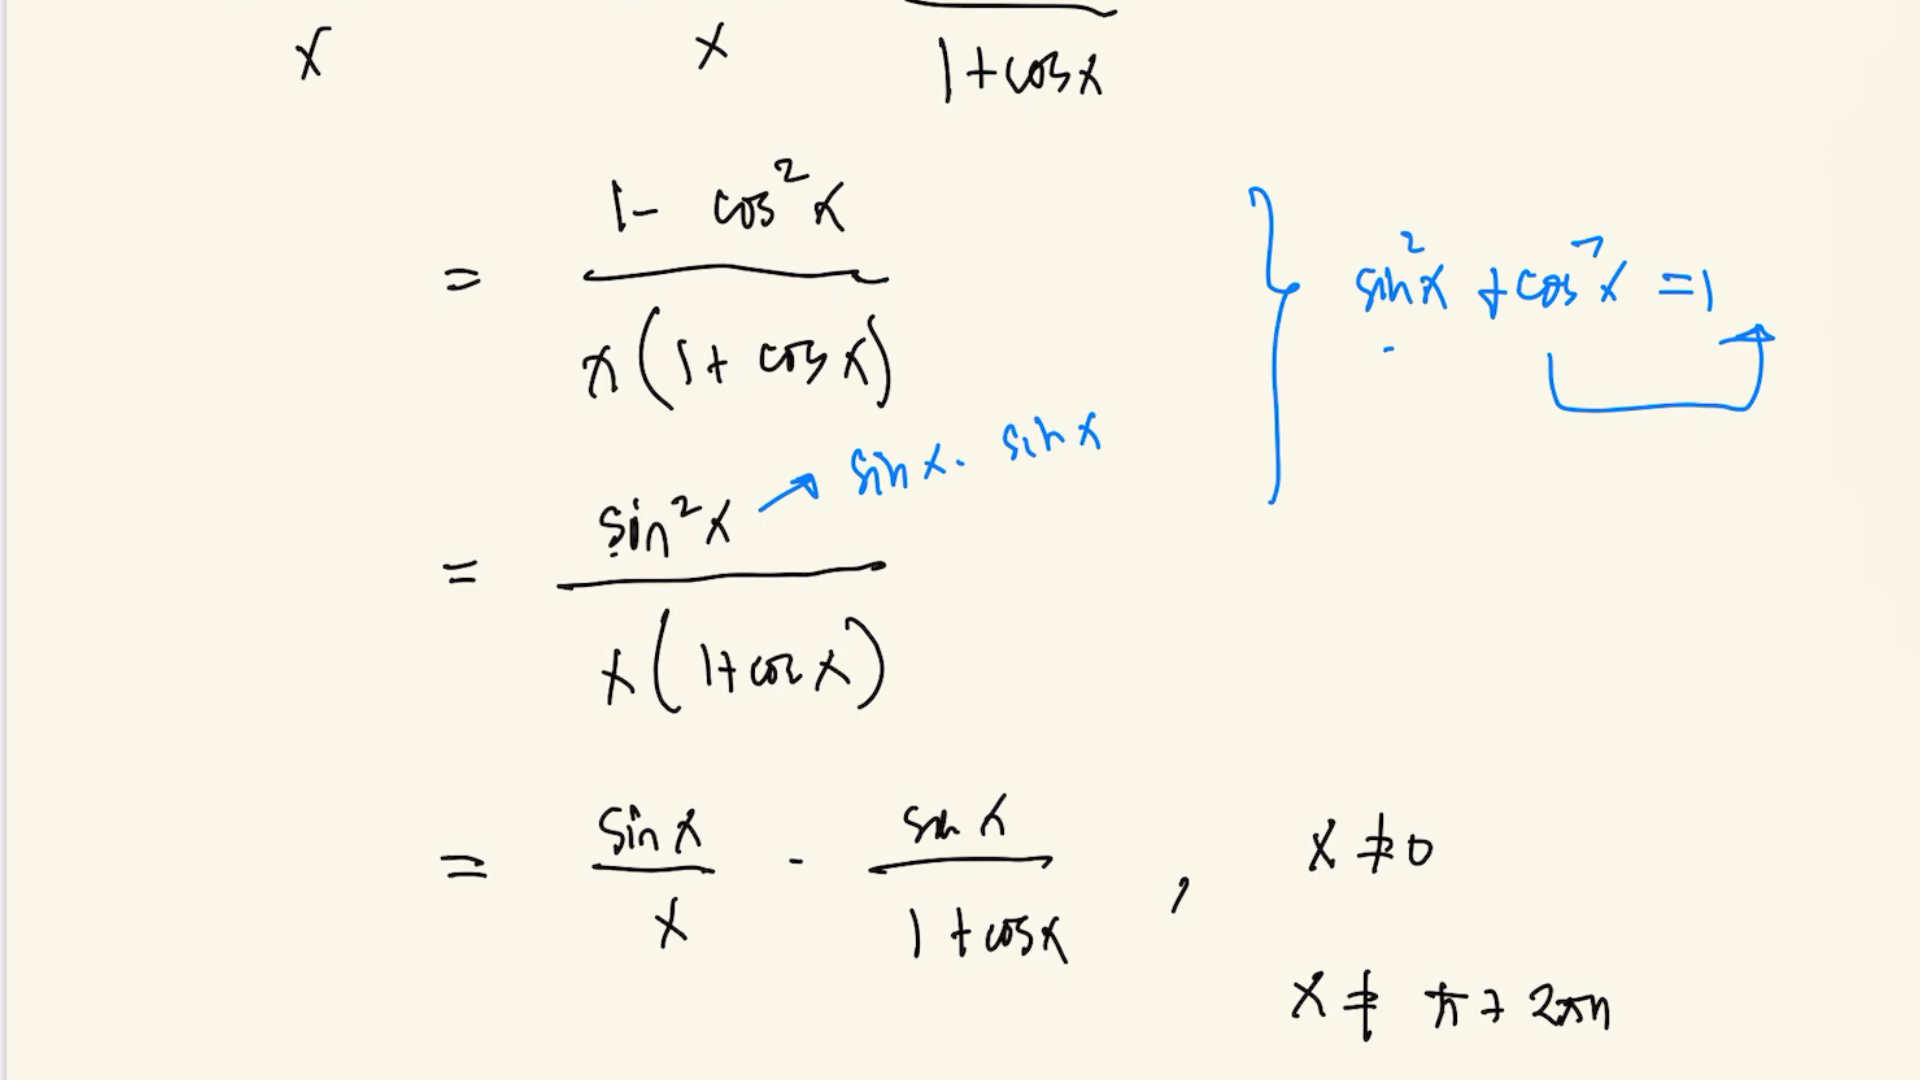 x x 1+cosx
1- cos²x
= x(1+cosx)
sin²x + cos²x =1
sin²x → sinx. sinx
= x(1+cosx)
= sinx/x · sinx/1+cosx , x≠0
x≠ π+2πn